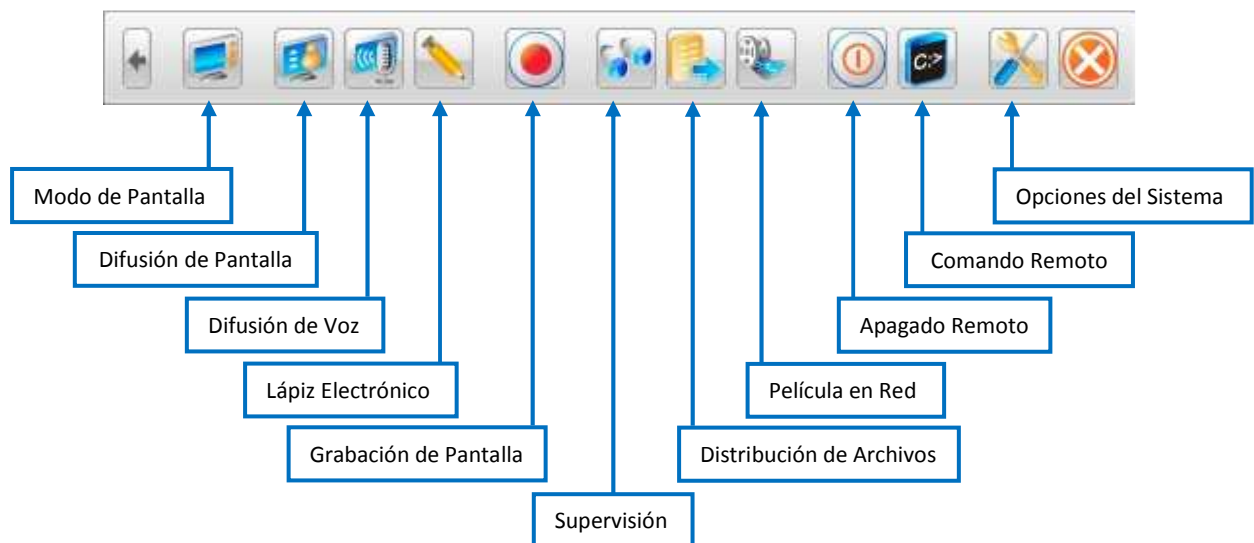 C:>
Modo de Pantalla
Opciones del Sistema
Difusión de Pantalla
Comando Remoto
Difusión de Voz
Apagado Remoto
Lápiz Electrónico
Película en Red
Grabación de Pantalla
Distribución de Archivos
Supervisión